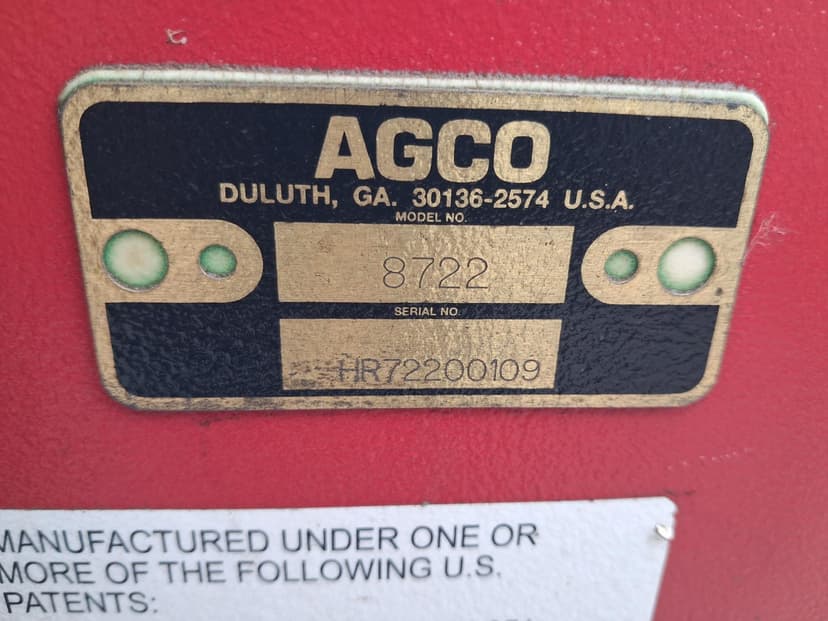 AGCO
DULUTH, GA. 30136-2574 U.S.A.
MODEL NO.
8722
SERIAL NO.
HR72200109
MANUFACTURED UNDER ONE OR
MORE OF THE FOLLOWING U.S.
PATENTS: